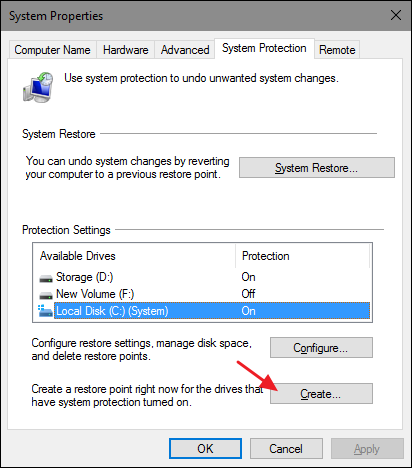 System Properties
Computer Name Hardware Advanced System Protection Remote
Use system protection to undo unwanted system changes.
System Restore
You can undo system changes by reverting
your computer to a previous restore point.
System Restore...
Protection Settings
Available Drives Protection
Storage (D:) On
New Volume (F:) Off
Local Disk (C:) (System) On
Configure restore settings, manage disk space,
and delete restore points.
Configure...
Create a restore point right now for the drives that
have system protection turned on.
Create...
OK Cancel Apply